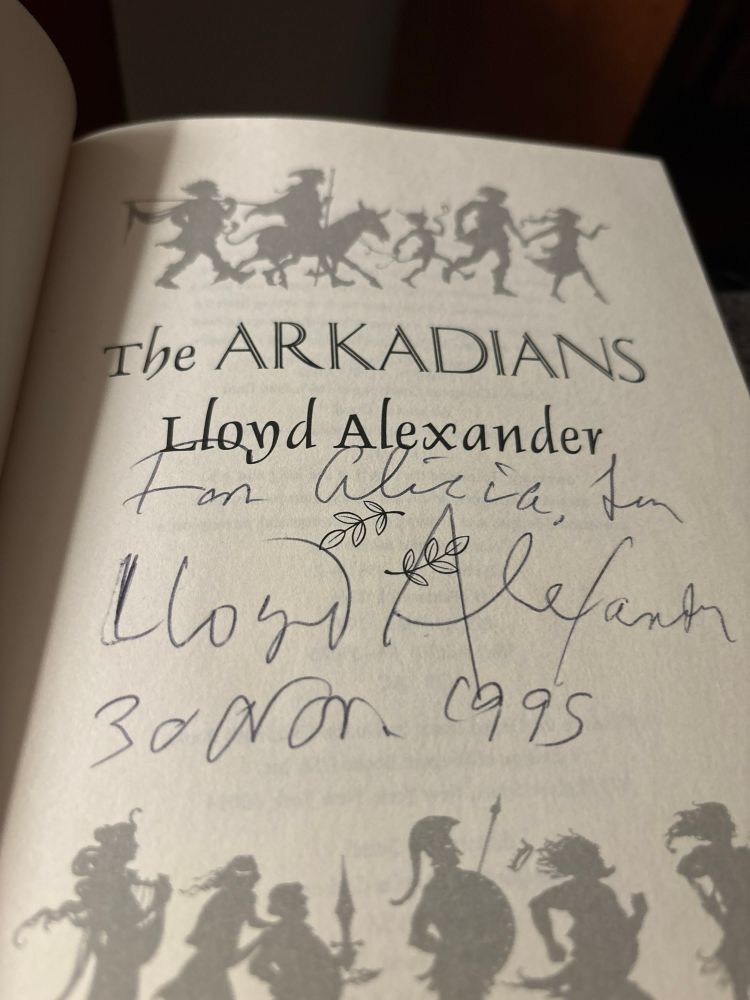 The ARKADIANS
Lloyd Alexander
For Alicia, from
Lloyd Alexander
30 Nov. 1995